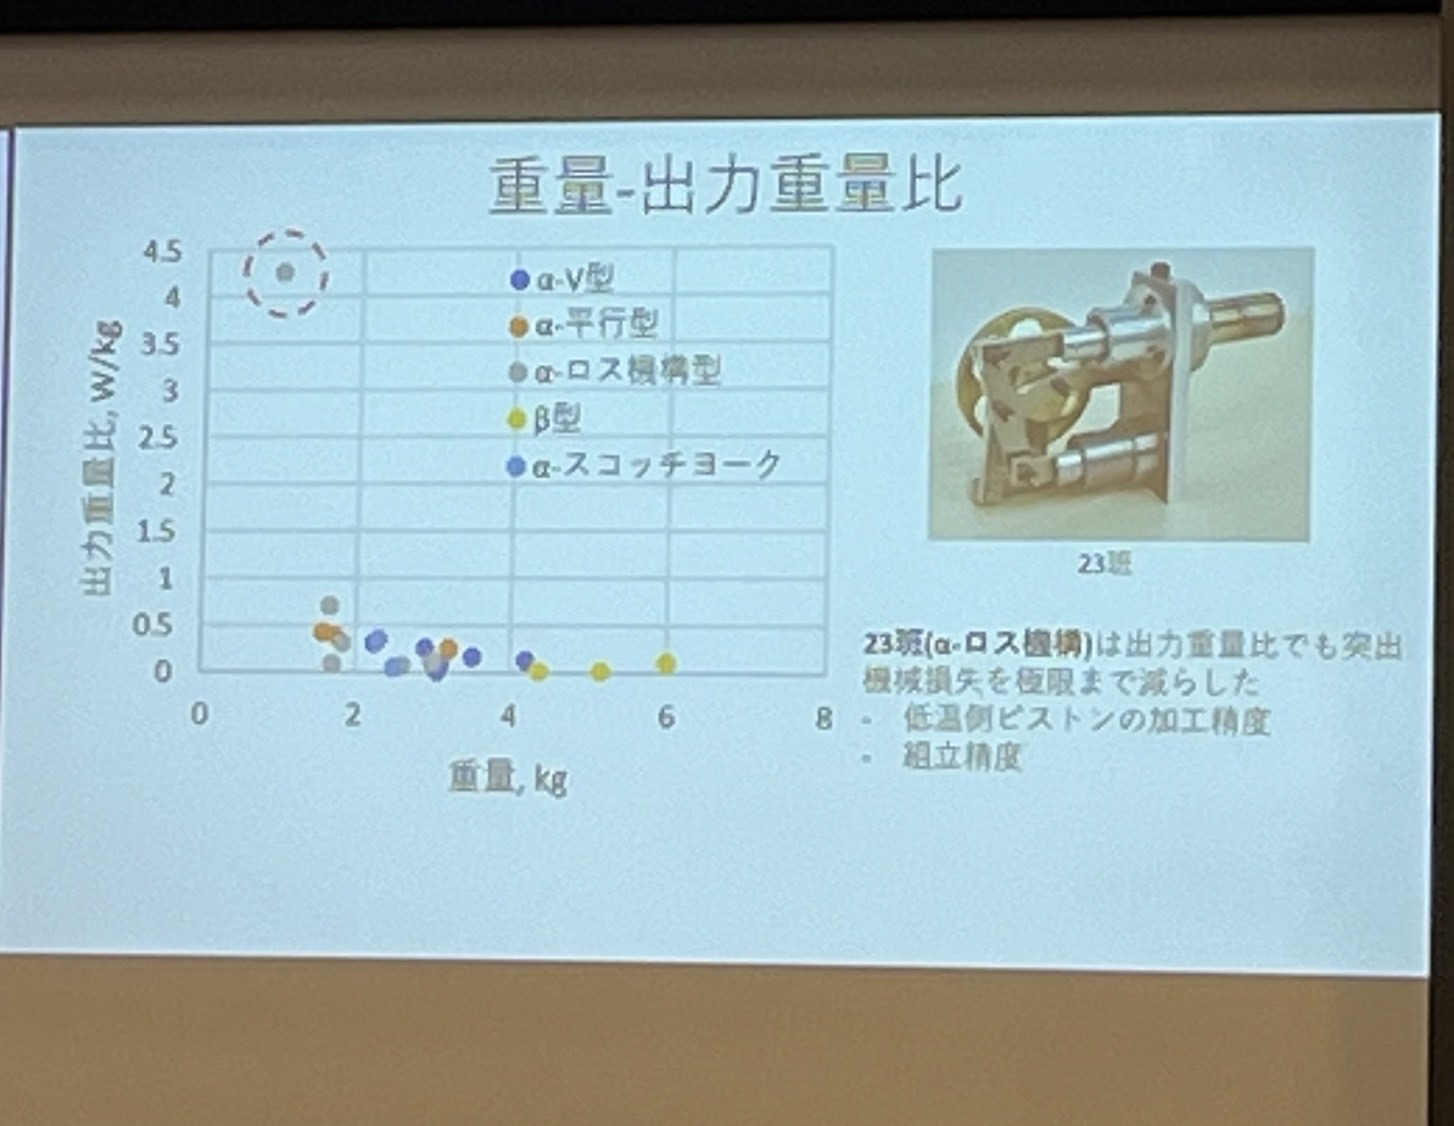 重量-出力重量比
4.5
4
3.5
3
2.5
2
1.5
1
0.5
0
出力重量比, W/kg
α-V型
α-平行型
α-ロス機構型
β型
α-スコッチヨーク
0 2 4 6 8
重量, kg
23班
23班(α-ロス機構)は出力重量比でも突出
機械損失を極限まで減らした
- 低温側ピストンの加工精度
- 組立精度